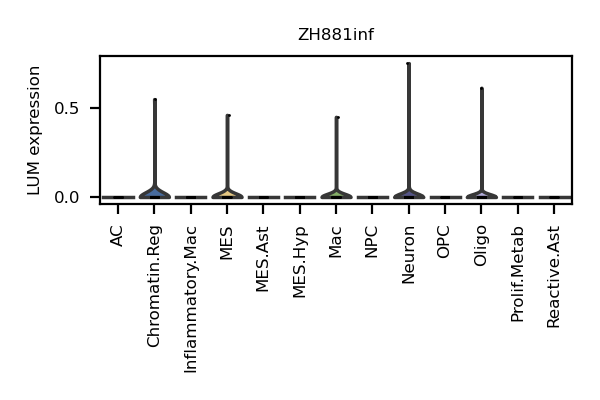 ZH881inf
LUM expression
0.5
0.0
AC
Chromatin.Reg
Inflammatory.Mac
MES
MES.Ast
MES.Hyp
Mac
NPC
Neuron
OPC
Oligo
Prolif.Metab
Reactive.Ast